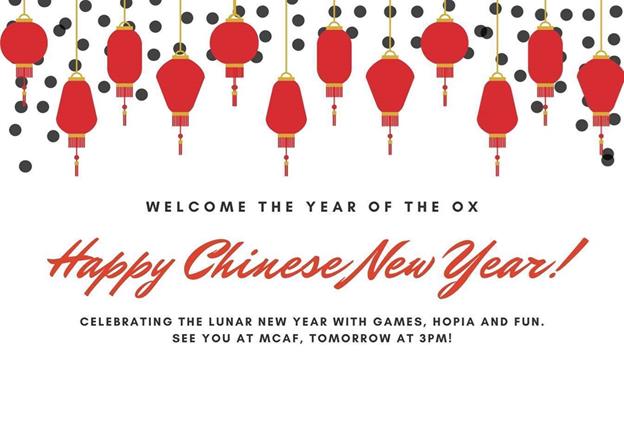 WELCOME THE YEAR OF THE OX
Happy Chinese New Year!
CELEBRATING THE LUNAR NEW YEAR WITH GAMES, HOPIA AND FUN.
SEE YOU AT MCAF, TOMORROW AT 3PM!